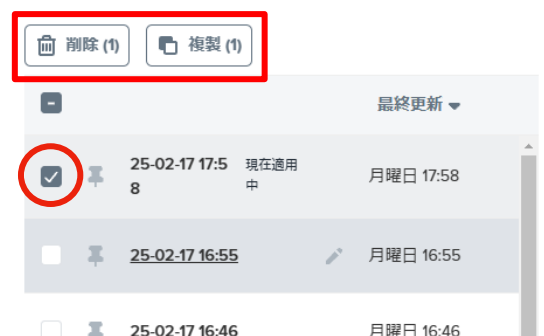 削除 (1) 複製 (1)
最終更新
25-02-17 17:5 現在適用 月曜日 17:58
8 中
25-02-17 16:55 月曜日 16:55
25-02-17 16:46 月曜日 16:46